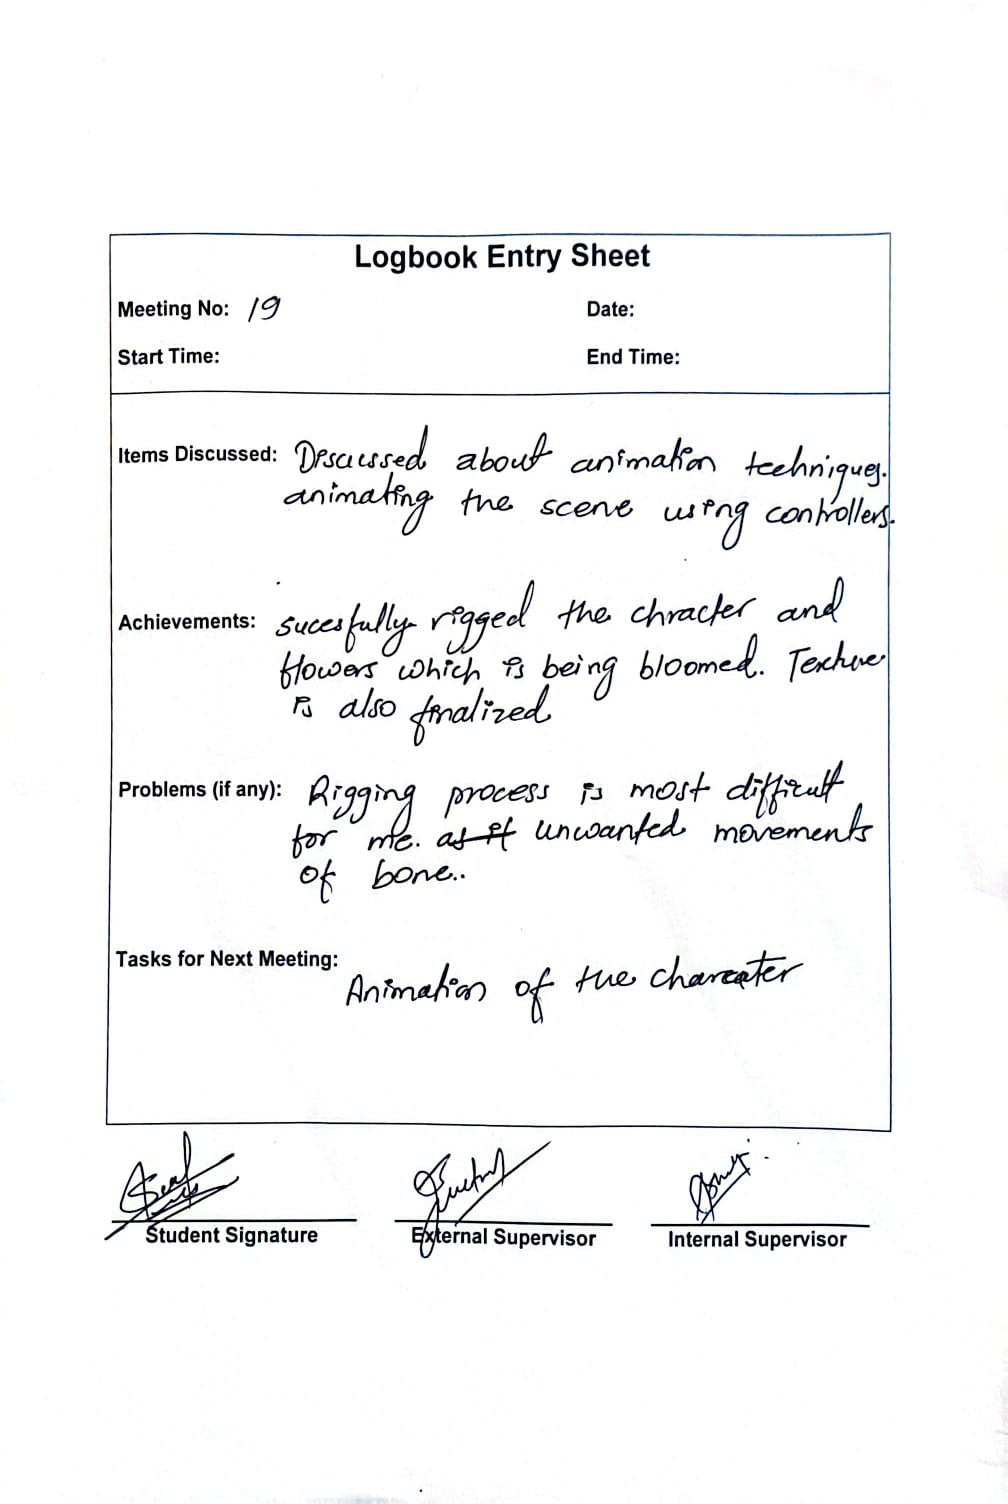 Logbook Entry Sheet
Meeting No: 19 Date:
Start Time: End Time:
Items Discussed: Discussed about animation techniques.
animating the scene using controllers.
Achievements: sucesfully rigged the chracter and
flowers which is being bloomed. Texture
is also finalized
Problems (if any): Rigging process is most difficult
for me. as it unwanted movements
of bone..
Tasks for Next Meeting:
Animation of the charcater
Student Signature External Supervisor Internal Supervisor